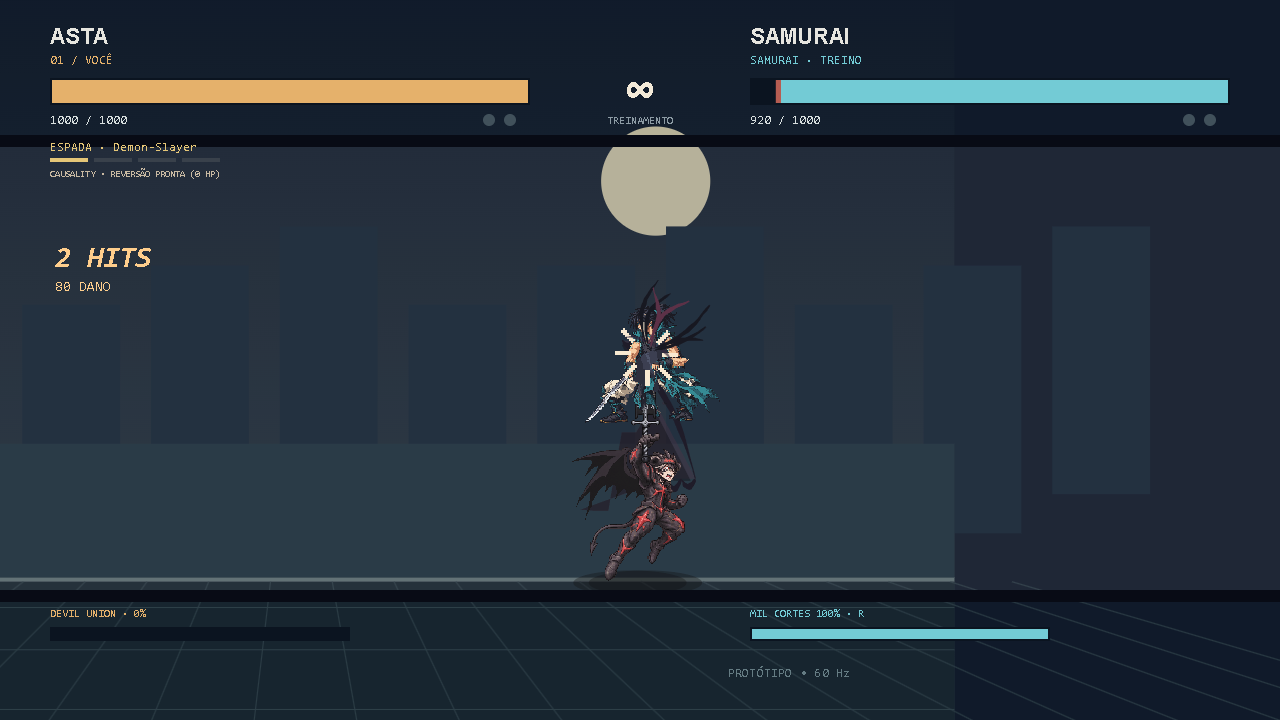 ASTA
01 / VOCÊ
1000 / 1000
ESPADA · Demon-Slayer
CAUSALITY · REVERSÃO PRONTA (0 HP)
2 HITS
80 DANO
∞
TREINAMENTO
SAMURAI
SAMURAI · TREINO
920 / 1000
DEVIL UNION · 0%
MIL CORTES 100% · R
PROTÓTIPO • 60 Hz